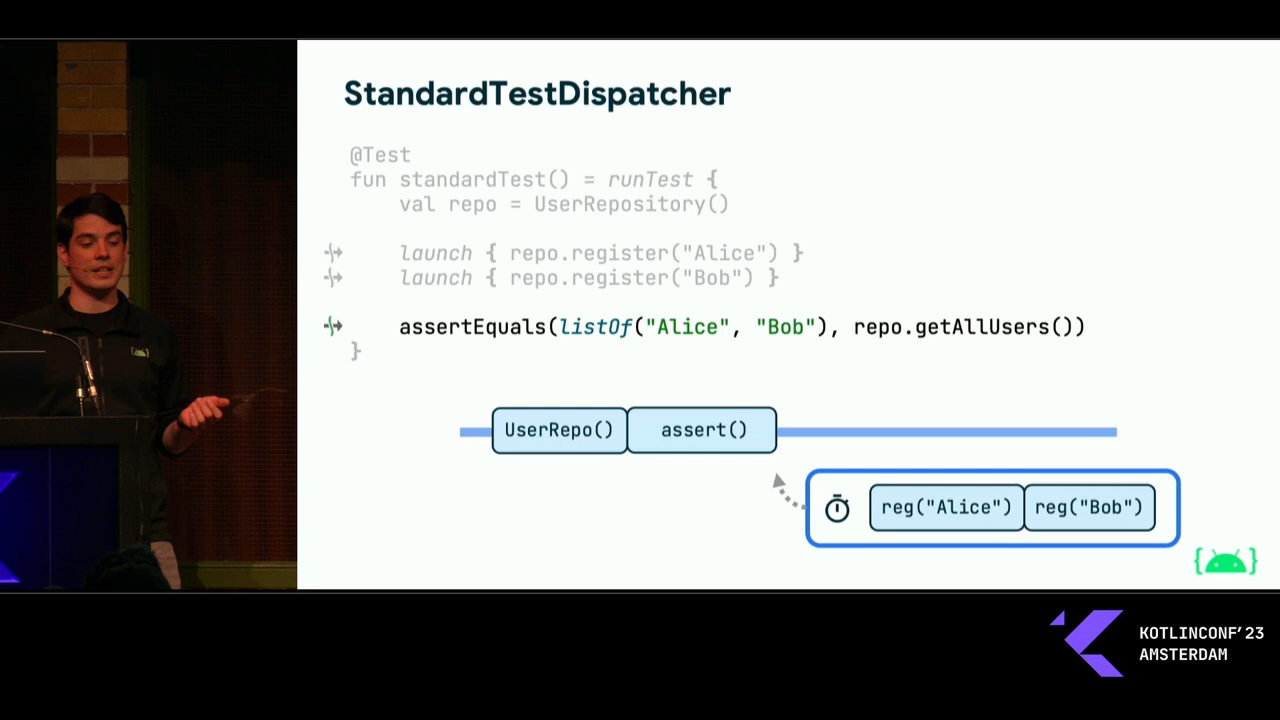 StandardTestDispatcher
@Test
fun standardTest() = runTest {
val repo = UserRepository()
launch { repo.register("Alice") }
launch { repo.register("Bob") }
assertEquals(listOf("Alice", "Bob"), repo.getAllUsers())
}
UserRepo() assert()
reg("Alice") reg("Bob")
{ }
KOTLINCONF'23
AMSTERDAM